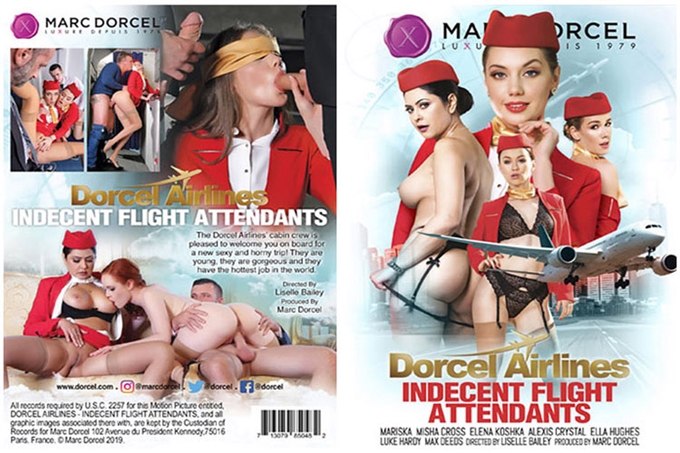 MARC DORCEL
LUXURE DEPUIS 1979
Dorcel Airlines
INDECENT FLIGHT ATTENDANTS
The Dorcel Airlines' cabin crew is
pleased to welcome you on board for
a new sexy and horny trip! They are
young, they are gorgeous and they
have the hottest job in the world.
Directed By
Liselle Bailey
Produced By
Marc Dorcel
www.dorcel.com @marcdorcel @dorcel @dorcel
All records required by U.S.C. 2257 for this Motion Picture entitled,
DORCEL AIRLINES - INDECENT FLIGHT ATTENDANTS, and all
graphic images associated there with, are kept by the Custodian of
Records for Marc Dorcel 102 Avenue du President Kennedy,75016
Paris, France. © Marc Dorcel 2019.
7 13079 85045 2
X MARC DORCEL
LUXURE DEPUIS 1979
Dorcel Airlines
INDECENT FLIGHT
ATTENDANTS
MARISKA MISHA CROSS ELENA KOSHKA ALEXIS CRYSTAL ELLA HUGHES
LUKE HARDY MAX DEEDS DIRECTED BY LISELLE BAILEY PRODUCED BY MARC DORCEL